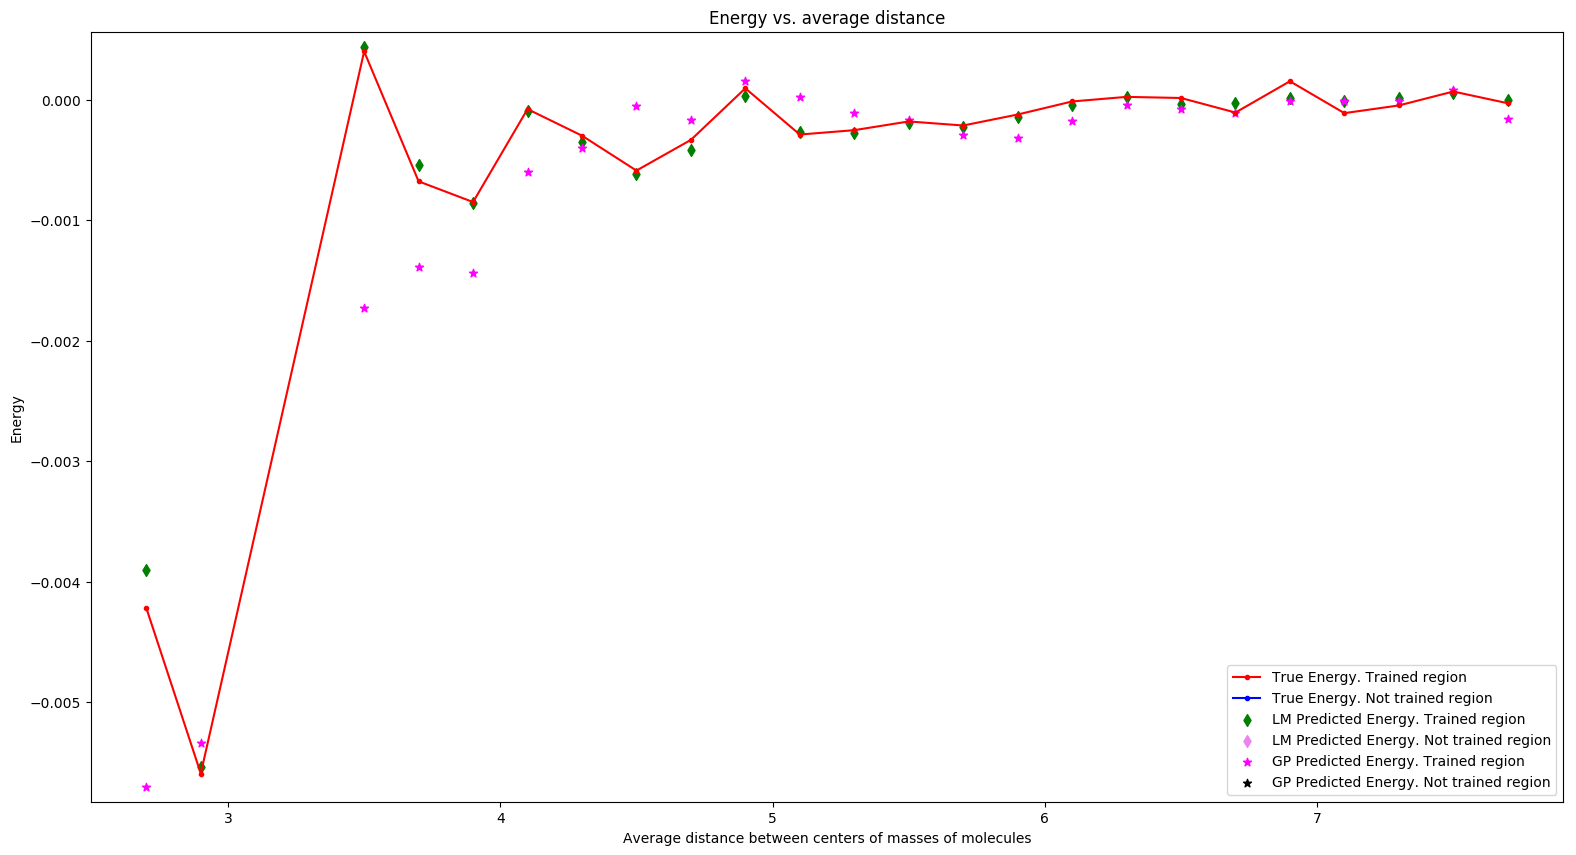 Energy vs. average distance
0.000
−0.001
−0.002
−0.003
−0.004
−0.005
Energy
3
4
5
6
7
Average distance between centers of masses of molecules
True Energy. Trained region
True Energy. Not trained region
LM Predicted Energy. Trained region
LM Predicted Energy. Not trained region
GP Predicted Energy. Trained region
GP Predicted Energy. Not trained region